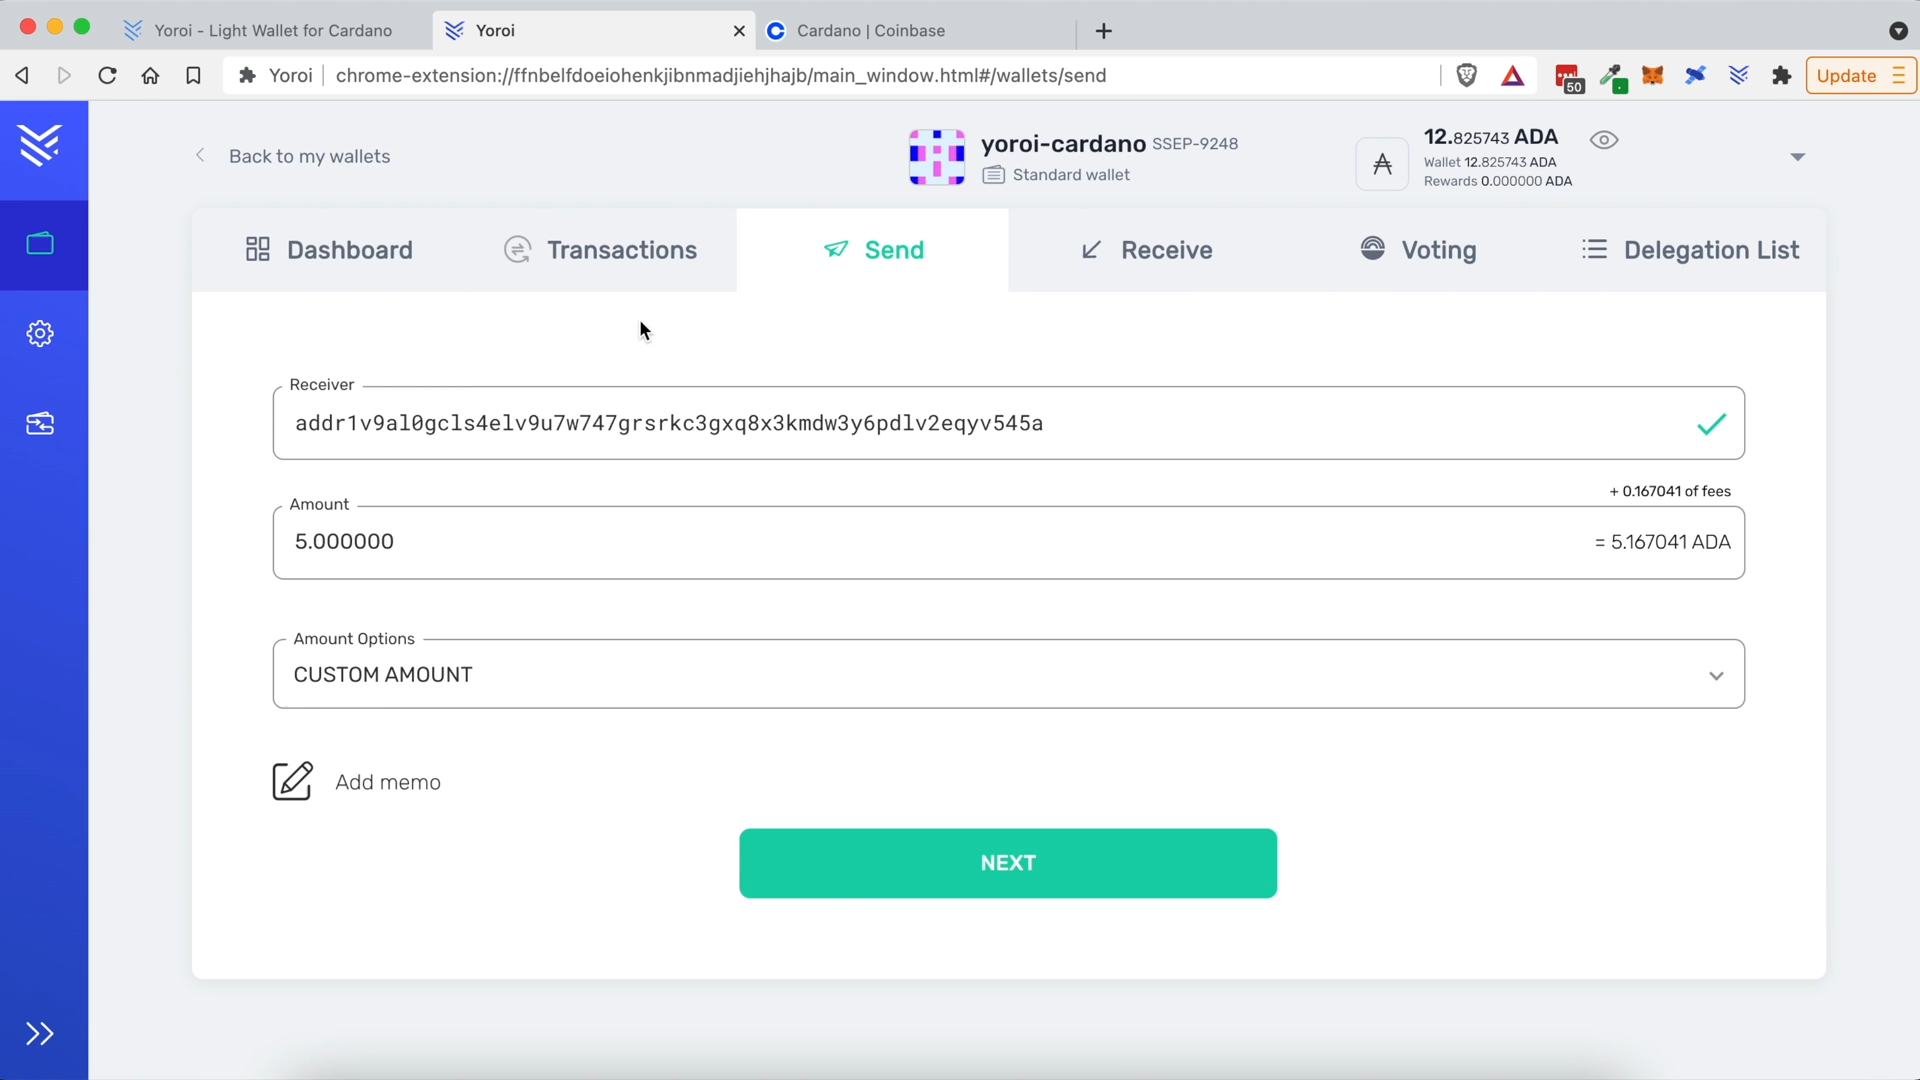 Yoroi - Light Wallet for Cardano
Yoroi
Cardano | Coinbase
Yoroi
chrome-extension://ffnbelfdoeiohenkjibnmadjiehjhajb/main_window.html#/wallets/send
50
Update
Back to my wallets
yoroi-cardano SSEP-9248
Standard wallet
12.825743 ADA
Wallet 12.825743 ADA
Rewards 0.000000 ADA
Dashboard
Transactions
Send
Receive
Voting
Delegation List
Receiver
addr1v9al0gcls4elv9u7w747grsrkc3gxq8x3kmdw3y6pdlv2eqyv545a
+ 0.167041 of fees
Amount
5.000000
= 5.167041 ADA
Amount Options
CUSTOM AMOUNT
Add memo
NEXT